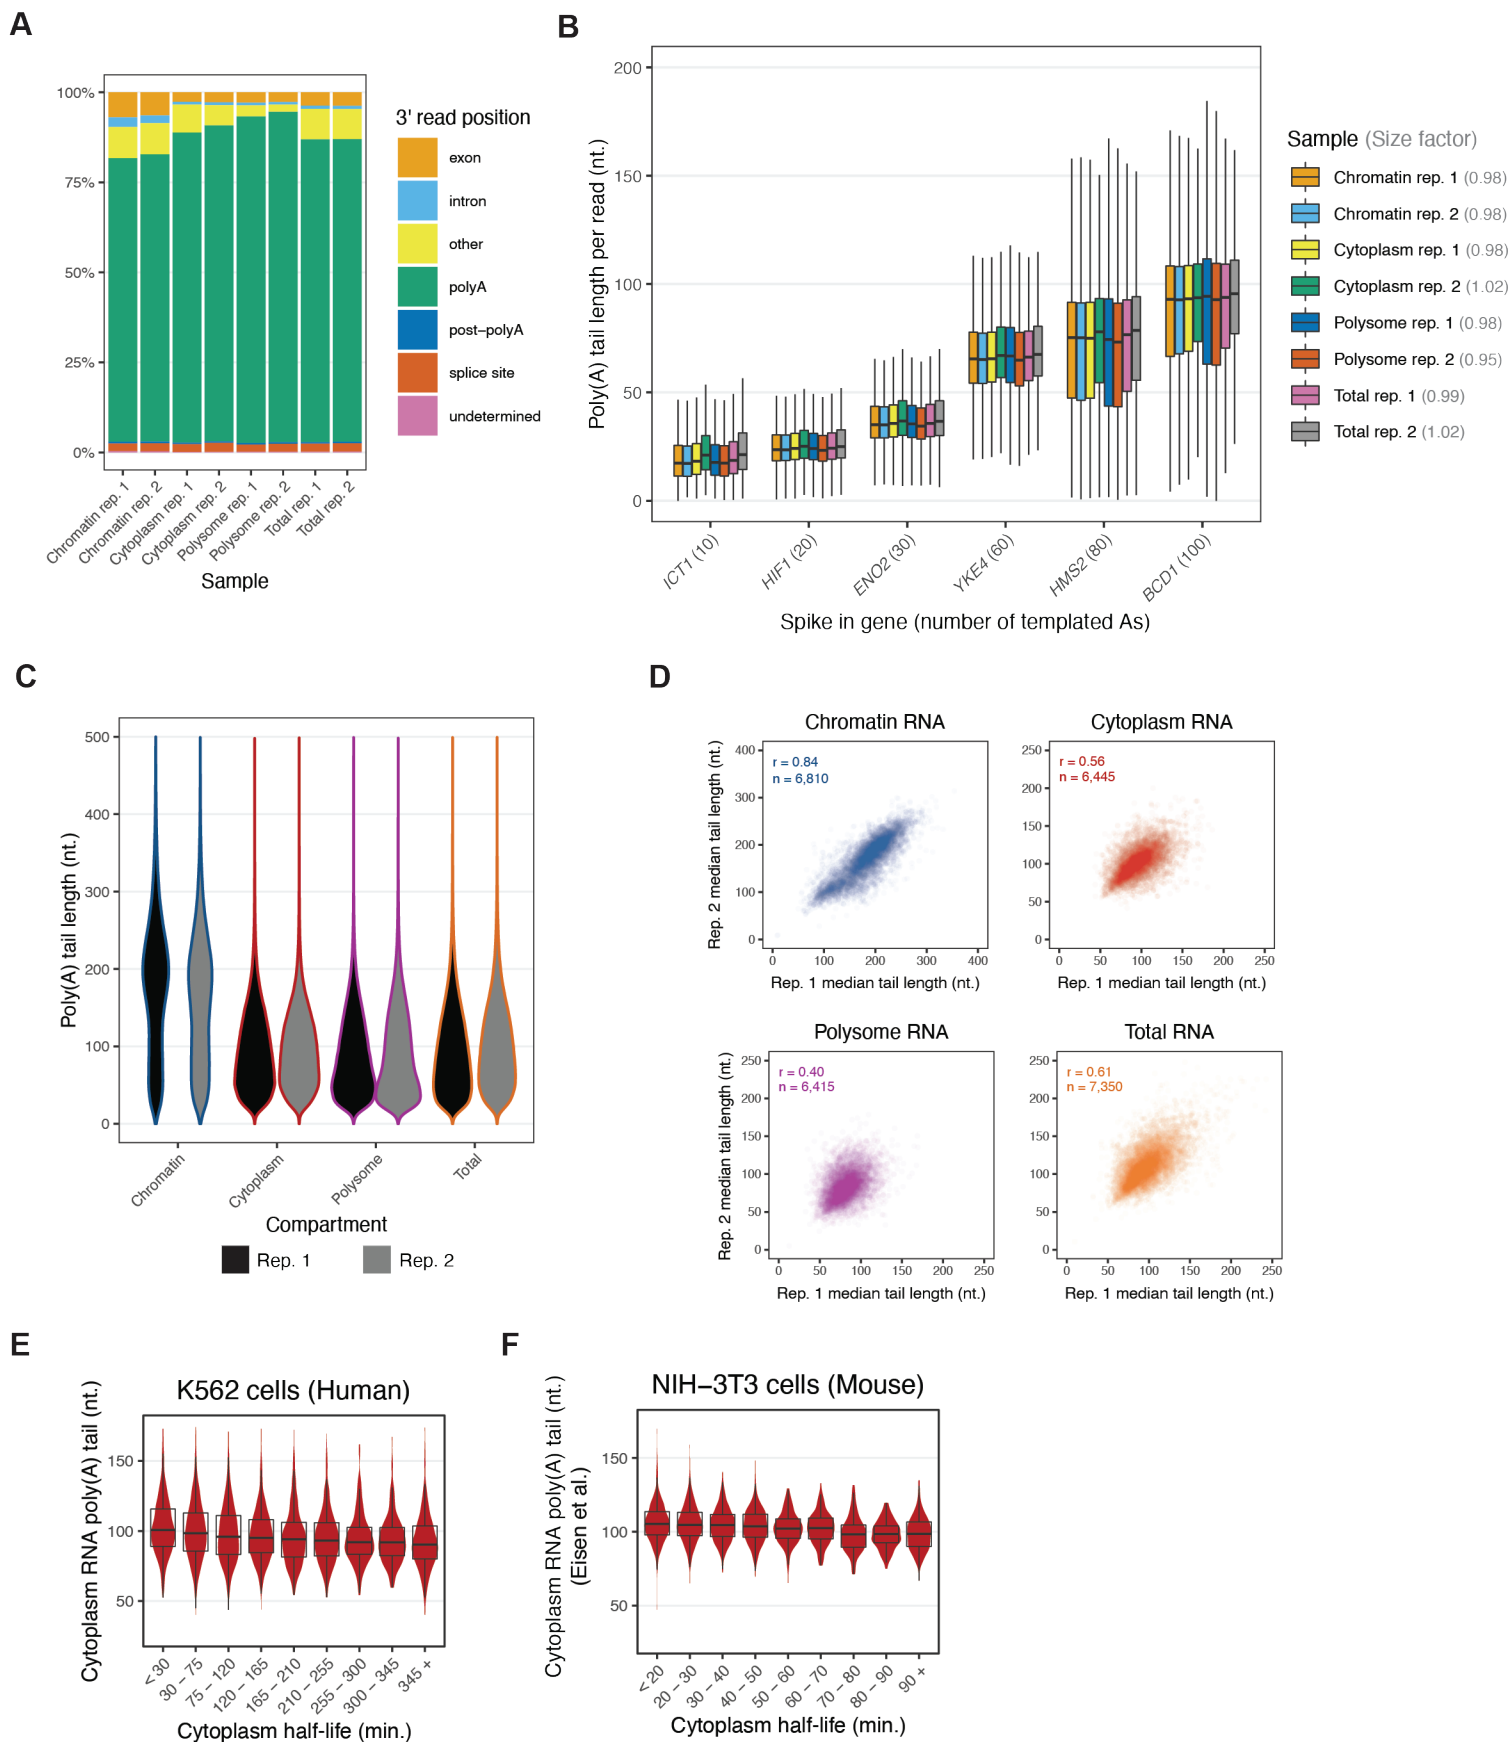 A
100%
75%
50%
25%
0%
Chromatin rep. 1
Chromatin rep. 2
Cytoplasm rep. 1
Cytoplasm rep. 2
Polysome rep. 1
Polysome rep. 2
Total rep. 1
Total rep. 2
Sample
3' read position
exon
intron
other
polyA
post−polyA
splice site
undetermined
B
Poly(A) tail length per read (nt.)
200
150
100
50
0
ICT1 (10)
HIF1 (20)
ENO2 (30)
YKE4 (60)
HMS2 (80)
BCD1 (100)
Spike in gene (number of templated As)
Sample (Size factor)
Chromatin rep. 1 (0.98)
Chromatin rep. 2 (0.98)
Cytoplasm rep. 1 (0.98)
Cytoplasm rep. 2 (1.02)
Polysome rep. 1 (0.98)
Polysome rep. 2 (0.95)
Total rep. 1 (0.99)
Total rep. 2 (1.02)
C
Poly(A) tail length (nt.)
500
400
300
200
100
0
Chromatin
Cytoplasm
Polysome
Total
Compartment
Rep. 1
Rep. 2
D
Chromatin RNA
Rep. 2 median tail length (nt.)
r = 0.84
n = 6,810
400
300
200
100
0
0 100 200 300 400
Rep. 1 median tail length (nt.)
Cytoplasm RNA
r = 0.56
n = 6,445
250
200
150
100
50
0
0 50 100 150 200 250
Rep. 1 median tail length (nt.)
Polysome RNA
Rep. 2 median tail length (nt.)
r = 0.40
n = 6,415
250
200
150
100
50
0
0 50 100 150 200 250
Rep. 1 median tail length (nt.)
Total RNA
r = 0.61
n = 7,350
250
200
150
100
50
0
0 50 100 150 200 250
Rep. 1 median tail length (nt.)
E
K562 cells (Human)
Cytoplasm RNA poly(A) tail (nt.)
150
100
50
< 30
30 − 75
75 − 120
120 − 165
165 − 210
210 − 255
255 − 300
300 − 345
345 +
Cytoplasm half-life (min.)
F
NIH−3T3 cells (Mouse)
Cytoplasm RNA poly(A) tail (nt.)
(Eisen et al.)
150
100
50
< 20
20 − 30
30 − 40
40 − 50
50 − 60
60 − 70
70 − 80
80 − 90
90 +
Cytoplasm half-life (min.)